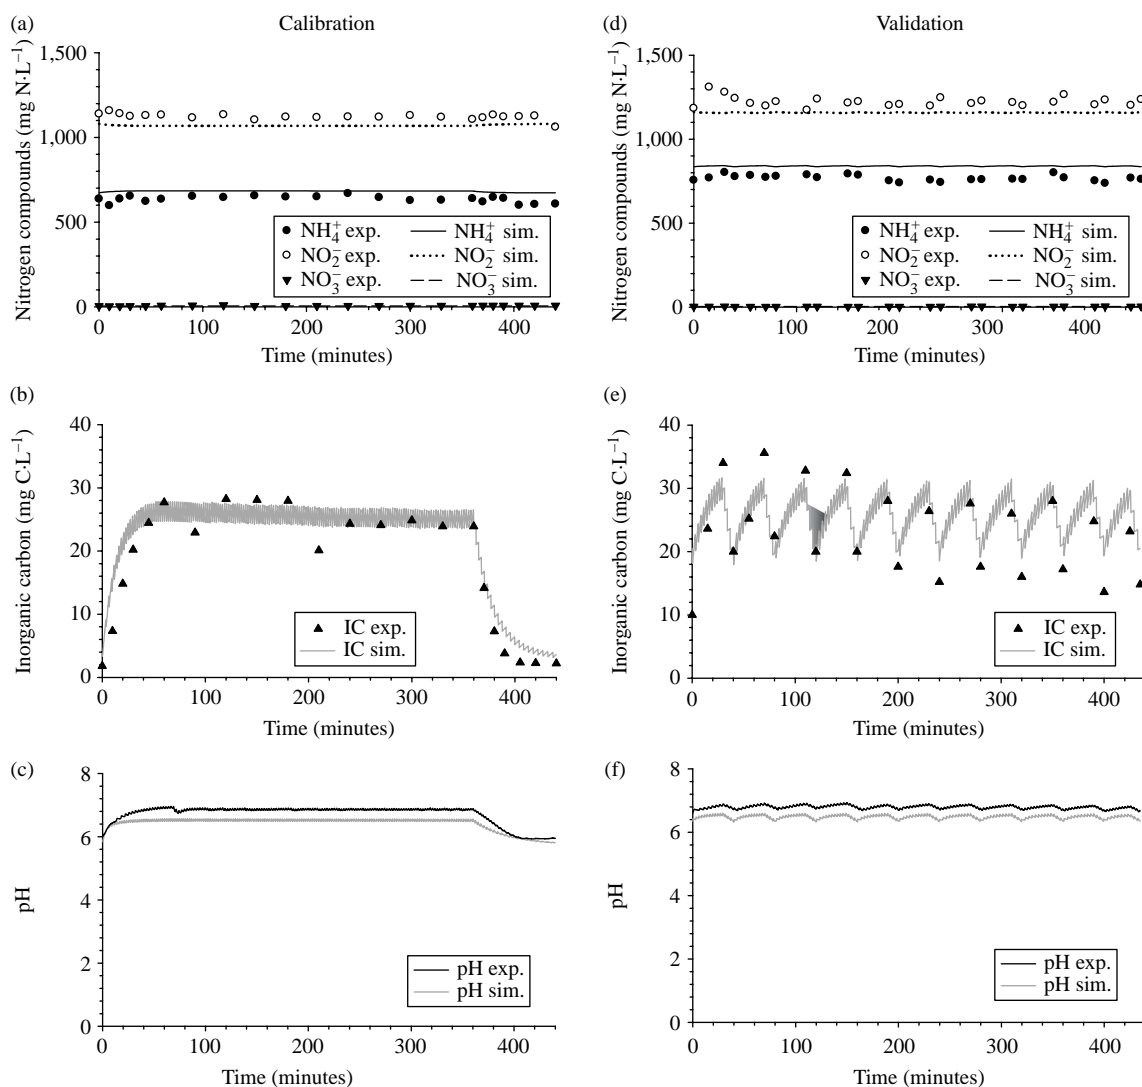 (a) Calibration
Nitrogen compounds (mg N·L⁻¹)
1,500
1,000
500
0
NH₄⁺ exp. NH₄⁺ sim.
NO₂⁻ exp. NO₂⁻ sim.
NO₃⁻ exp. NO₃⁻ sim.
0 100 200 300 400
Time (minutes)
(d) Validation
Nitrogen compounds (mg N·L⁻¹)
1,500
1,000
500
0
NH₄⁺ exp. NH₄⁺ sim.
NO₂⁻ exp. NO₂⁻ sim.
NO₃⁻ exp. NO₃⁻ sim.
0 100 200 300 400
Time (minutes)
(b)
Inorganic carbon (mg C·L⁻¹)
40
30
20
10
0
IC exp.
IC sim.
0 100 200 300 400
Time (minutes)
(e)
Inorganic carbon (mg C·L⁻¹)
40
30
20
10
0
IC exp.
IC sim.
0 100 200 300 400
Time (minutes)
(c)
pH
8
6
4
2
0
pH exp.
pH sim.
0 100 200 300 400
Time (minutes)
(f)
pH
8
6
4
2
0
pH exp.
pH sim.
0 100 200 300 400
Time (minutes)